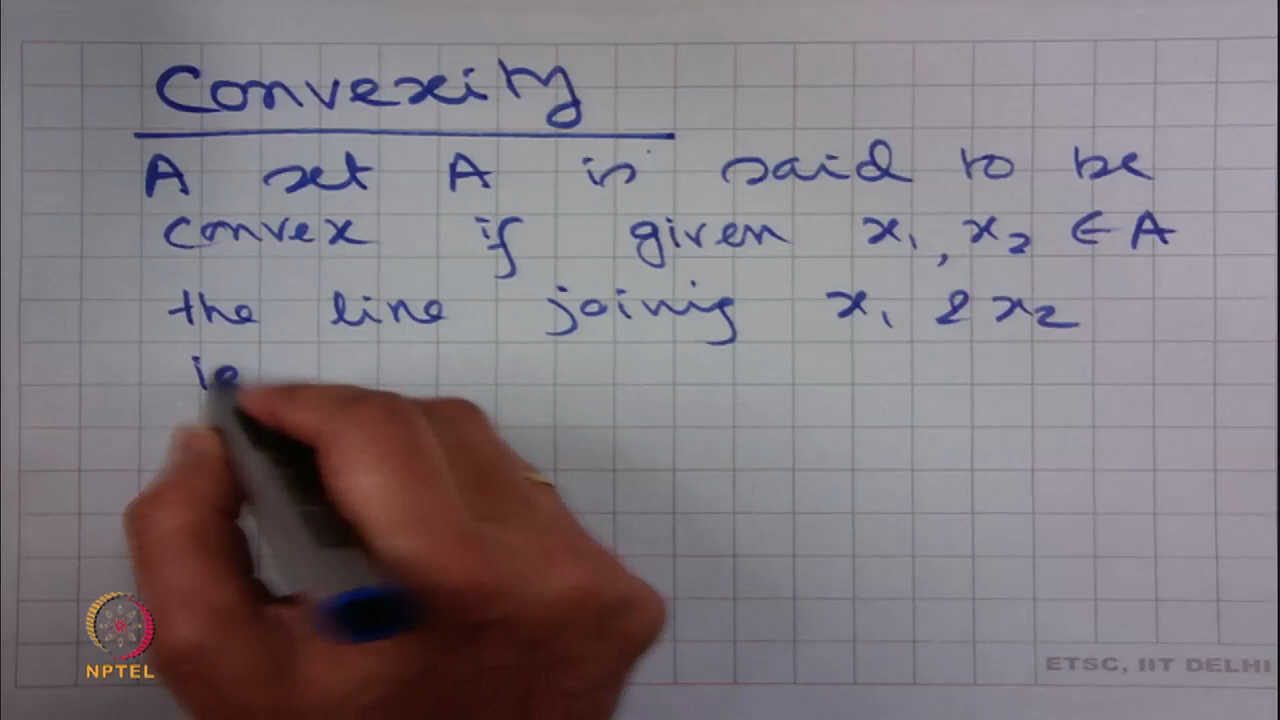 Convexity
A set A is said to be
convex if given x₁, x₂ ∈ A
the line joining x₁ & x₂
NPTEL
ETSC, IIT DELHI